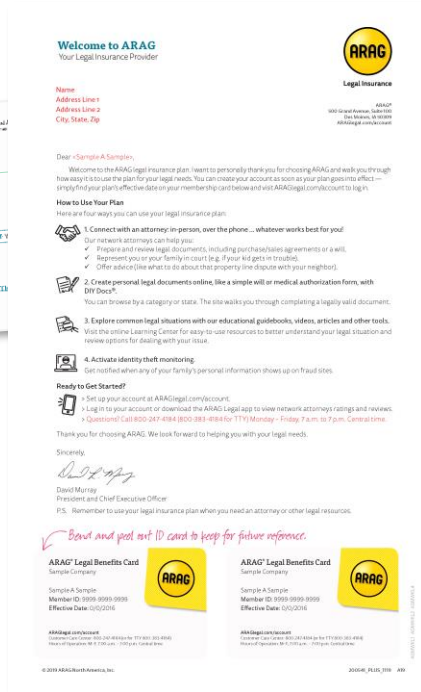 Welcome to ARAG
Your Legal Insurance Provider
ARAG
Legal Insurance
Name
Address Line 1
Address Line 2
City, State, Zip
ARAG®
500 Grand Avenue, Suite 100
Des Moines, IA 50309
ARAGlegal.com/account
Dear <Sample A Sample>,
Welcome to the ARAG legal insurance plan. I want to personally thank you for choosing ARAG and walk you through
how easy it is to use the plan for your legal needs. You can create your account as soon as your plan goes into effect —
simply find your plan's effective date on your membership card below and visit ARAGlegal.com/account to log in.
How to Use Your Plan
Here are four ways you can use your legal insurance plan:
1. Connect with an attorney: in-person, over the phone... whatever works best for you!
Our network attorneys can help you:
✓ Prepare and review legal documents, including purchase/sales agreements or a will.
✓ Represent you or your family in court (e.g. if your kid gets in trouble).
✓ Offer advice (like what to do about that property line dispute with your neighbor).
2. Create personal legal documents online, like a simple will or medical authorization form, with
DIY Docs®.
You can browse by category or state. The site walks you through completing a legally valid document.
3. Explore common legal situations with our educational guidebooks, videos, articles and other tools.
Visit the online Learning Center for easy-to-use resources to better understand your legal situation and
review options for dealing with your issue.
4. Activate identity theft monitoring.
Get notified when any of your family's personal information shows up on fraud sites.
Ready to Get Started?
> Set up your account at ARAGlegal.com/account.
> Log in to your account or download the ARAG Legal app to view network attorneys ratings and reviews.
> Questions? Call 800-247-4184 (800-383-4184 for TTY) Monday - Friday, 7 a.m. to 7 p.m. Central time.
Thank you for choosing ARAG. We look forward to helping you with your legal needs.
Sincerely,
David Murray
President and Chief Executive Officer
P.S. Remember to use your legal insurance plan when you need an attorney or other legal resources.
Bend and peel out ID card to keep for future reference.
ARAG® Legal Benefits Card
Sample Company
ARAG
Sample A Sample
Member ID: 9999-9999-9999
Effective Date: 0/0/2016
ARAGlegal.com/account
ARAG® Legal Benefits Card
Sample Company
ARAG
Sample A Sample
Member ID: 9999-9999-9999
Effective Date: 0/0/2016
ARAGlegal.com/account
© 2019 ARAG North America, Inc.